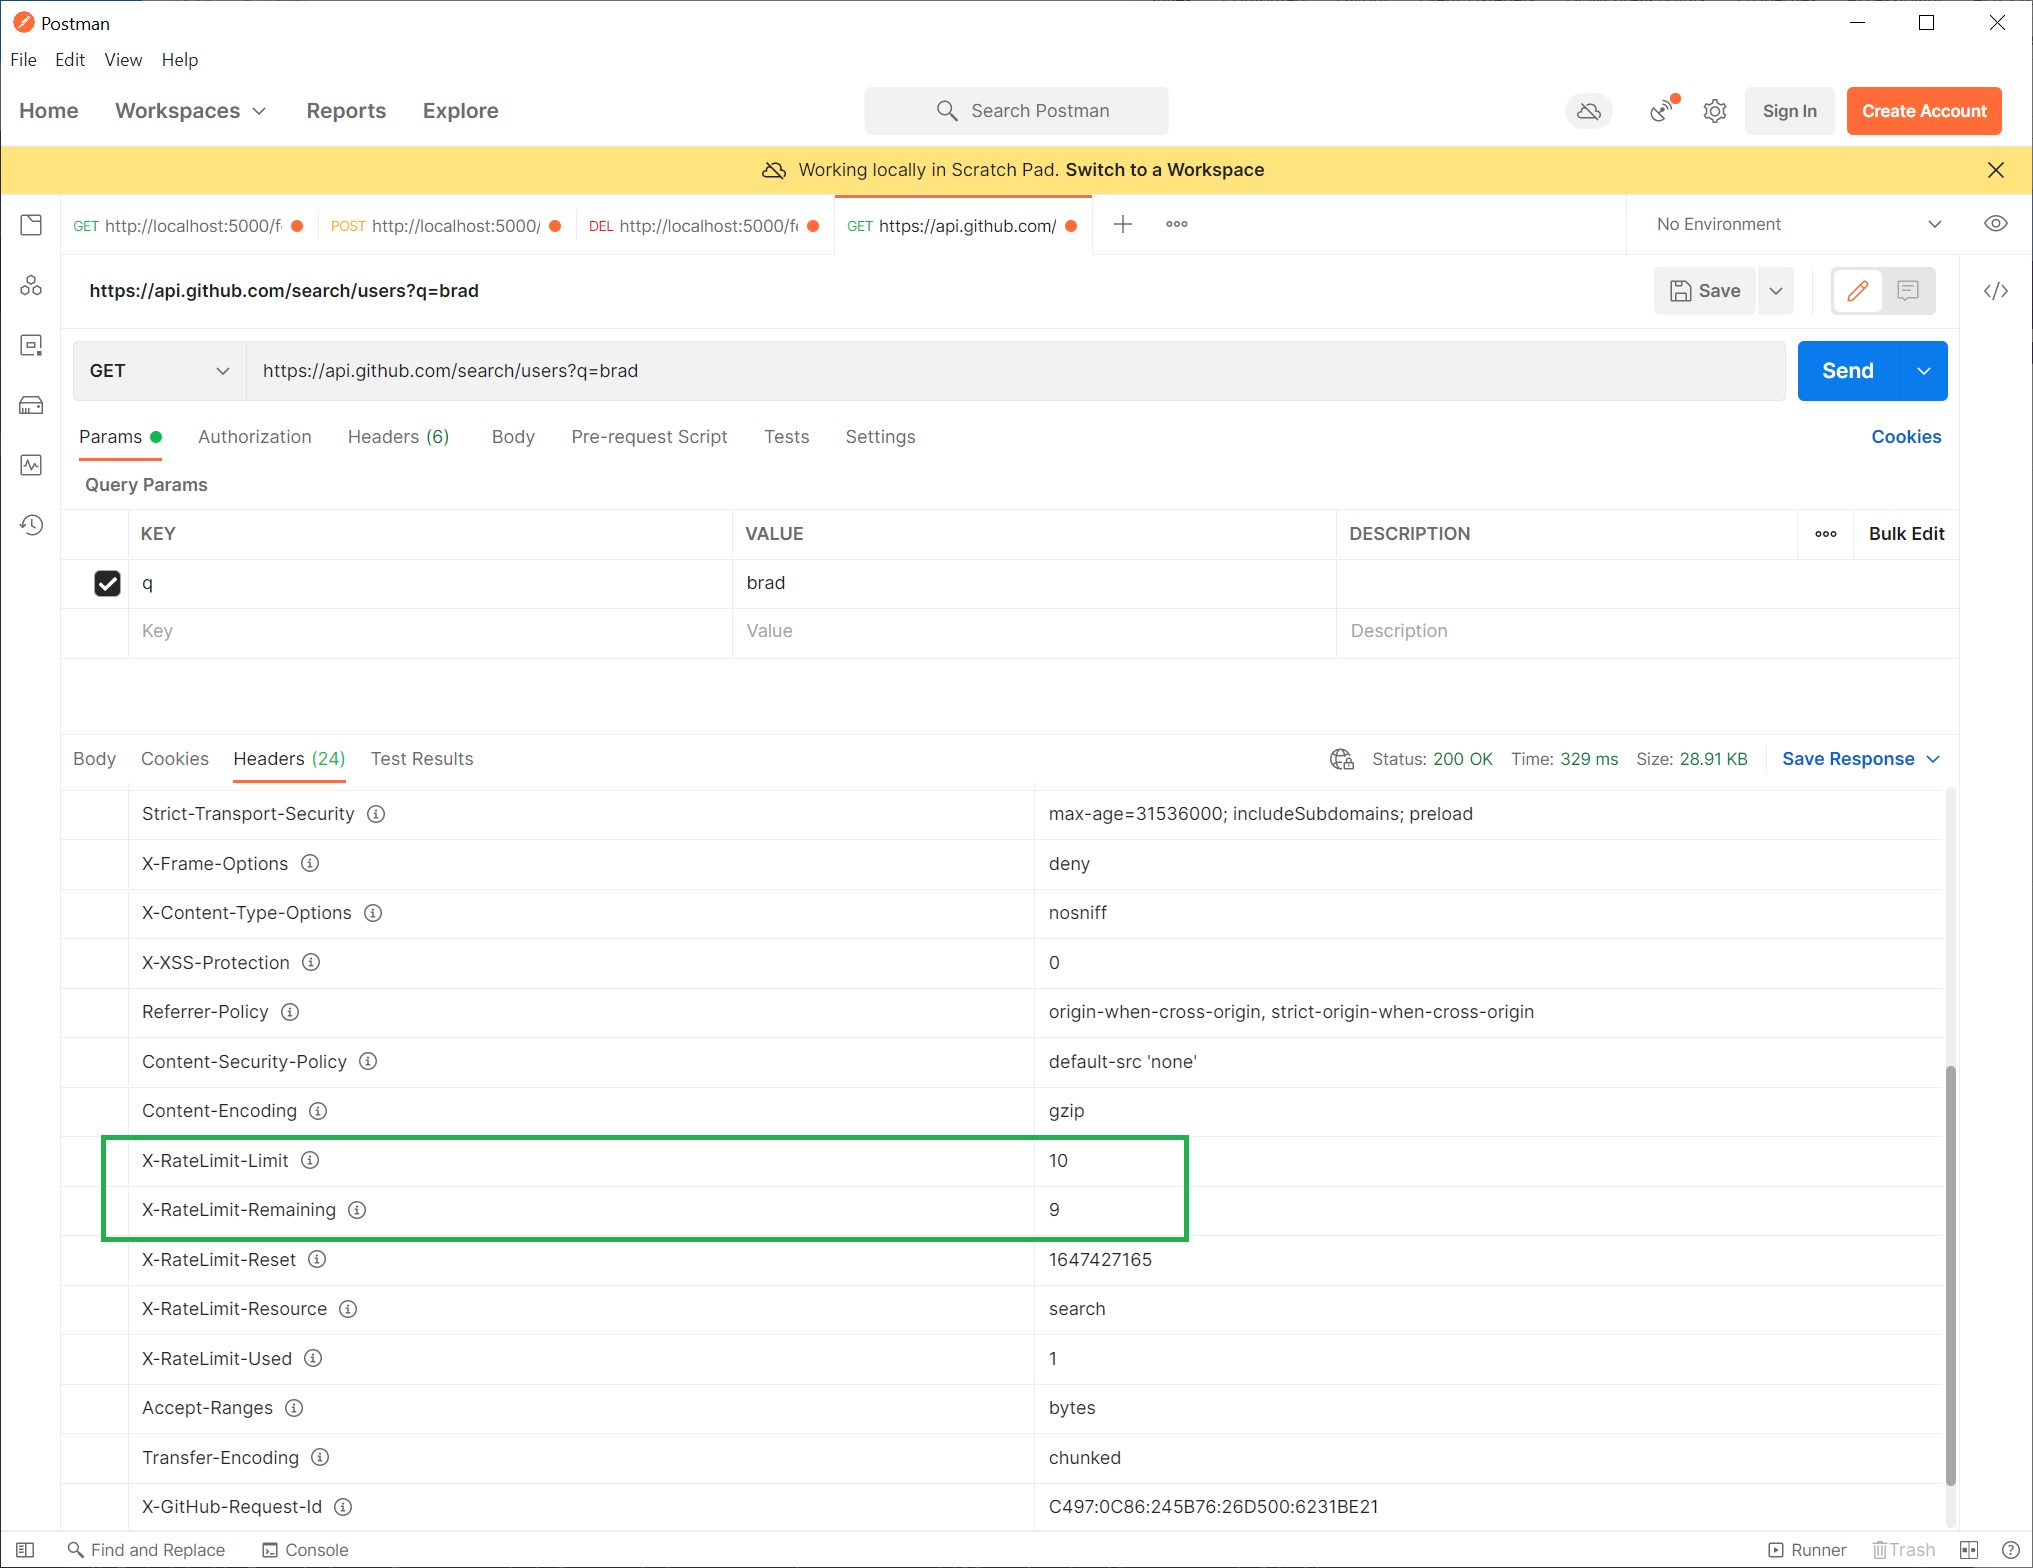 Postman
File Edit View Help
Home Workspaces Reports Explore Search Postman Sign In Create Account
Working locally in Scratch Pad. Switch to a Workspace
GET http://localhost:5000/f POST http://localhost:5000/ DEL http://localhost:5000/f GET https://api.github.com/ No Environment
https://api.github.com/search/users?q=brad Save
GET https://api.github.com/search/users?q=brad Send
Params Authorization Headers (6) Body Pre-request Script Tests Settings Cookies
Query Params
KEY VALUE DESCRIPTION Bulk Edit
q brad
Key Value Description
Body Cookies Headers (24) Test Results Status: 200 OK Time: 329 ms Size: 28.91 KB Save Response
Strict-Transport-Security max-age=31536000; includeSubdomains; preload
X-Frame-Options deny
X-Content-Type-Options nosniff
X-XSS-Protection 0
Referrer-Policy origin-when-cross-origin, strict-origin-when-cross-origin
Content-Security-Policy default-src 'none'
Content-Encoding gzip
X-RateLimit-Limit 10
X-RateLimit-Remaining 9
X-RateLimit-Reset 1647427165
X-RateLimit-Resource search
X-RateLimit-Used 1
Accept-Ranges bytes
Transfer-Encoding chunked
X-GitHub-Request-Id C497:0C86:245B76:26D500:6231BE21
Find and Replace Console Runner Trash